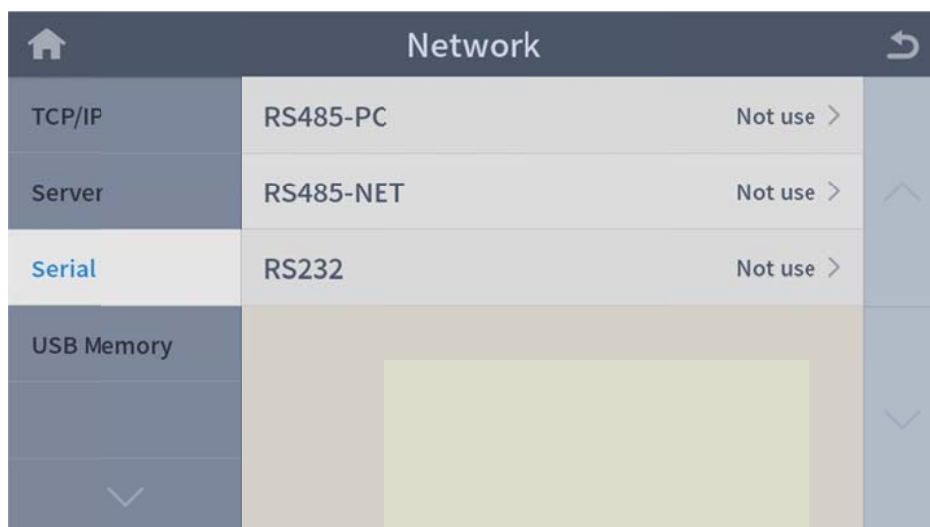 Network
TCP/IP
RS485-PC Not use
Server
RS485-NET Not use
Serial
RS232 Not use
USB Memory